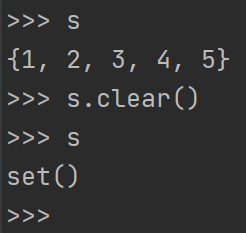 >>> s
{1, 2, 3, 4, 5}
>>> s.clear()
>>> s
set()
>>>